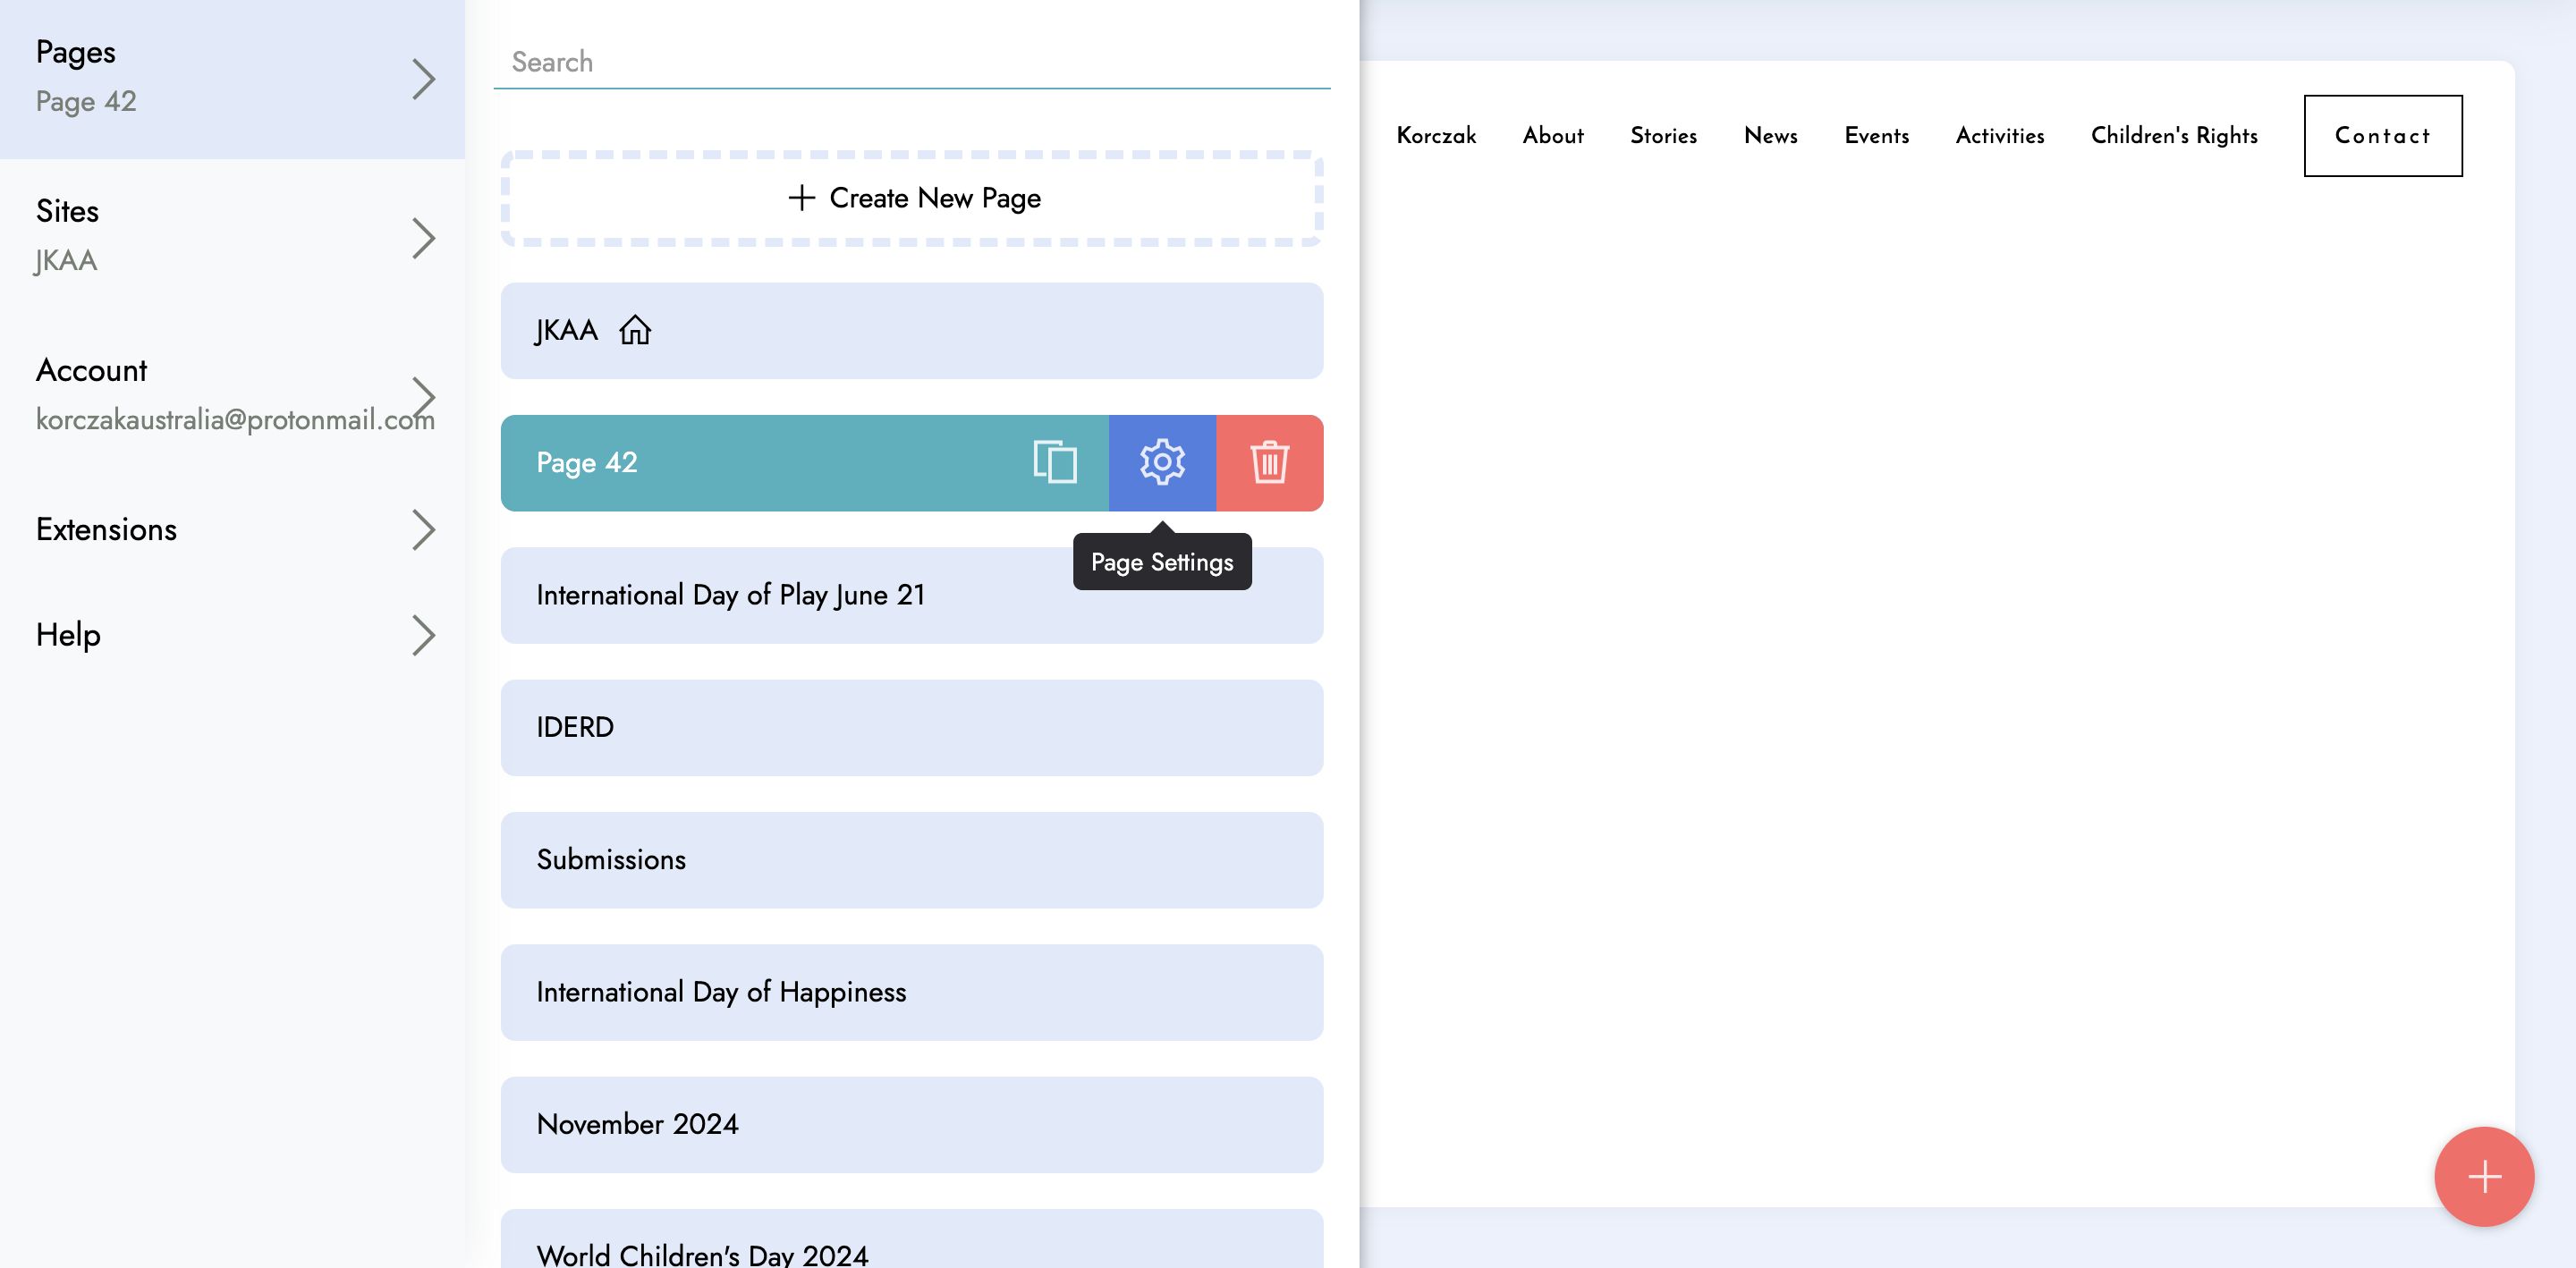 Pages
Page 42
Sites
JKAA
Account
korczakaustralia@protonmail.com
Extensions
Help
Search
Create New Page
JKAA
Page 42
Page Settings
International Day of Play June 21
IDERD
Submissions
International Day of Happiness
November 2024
World Children's Day 2024
Korczak About Stories News Events Activities Children's Rights Contact